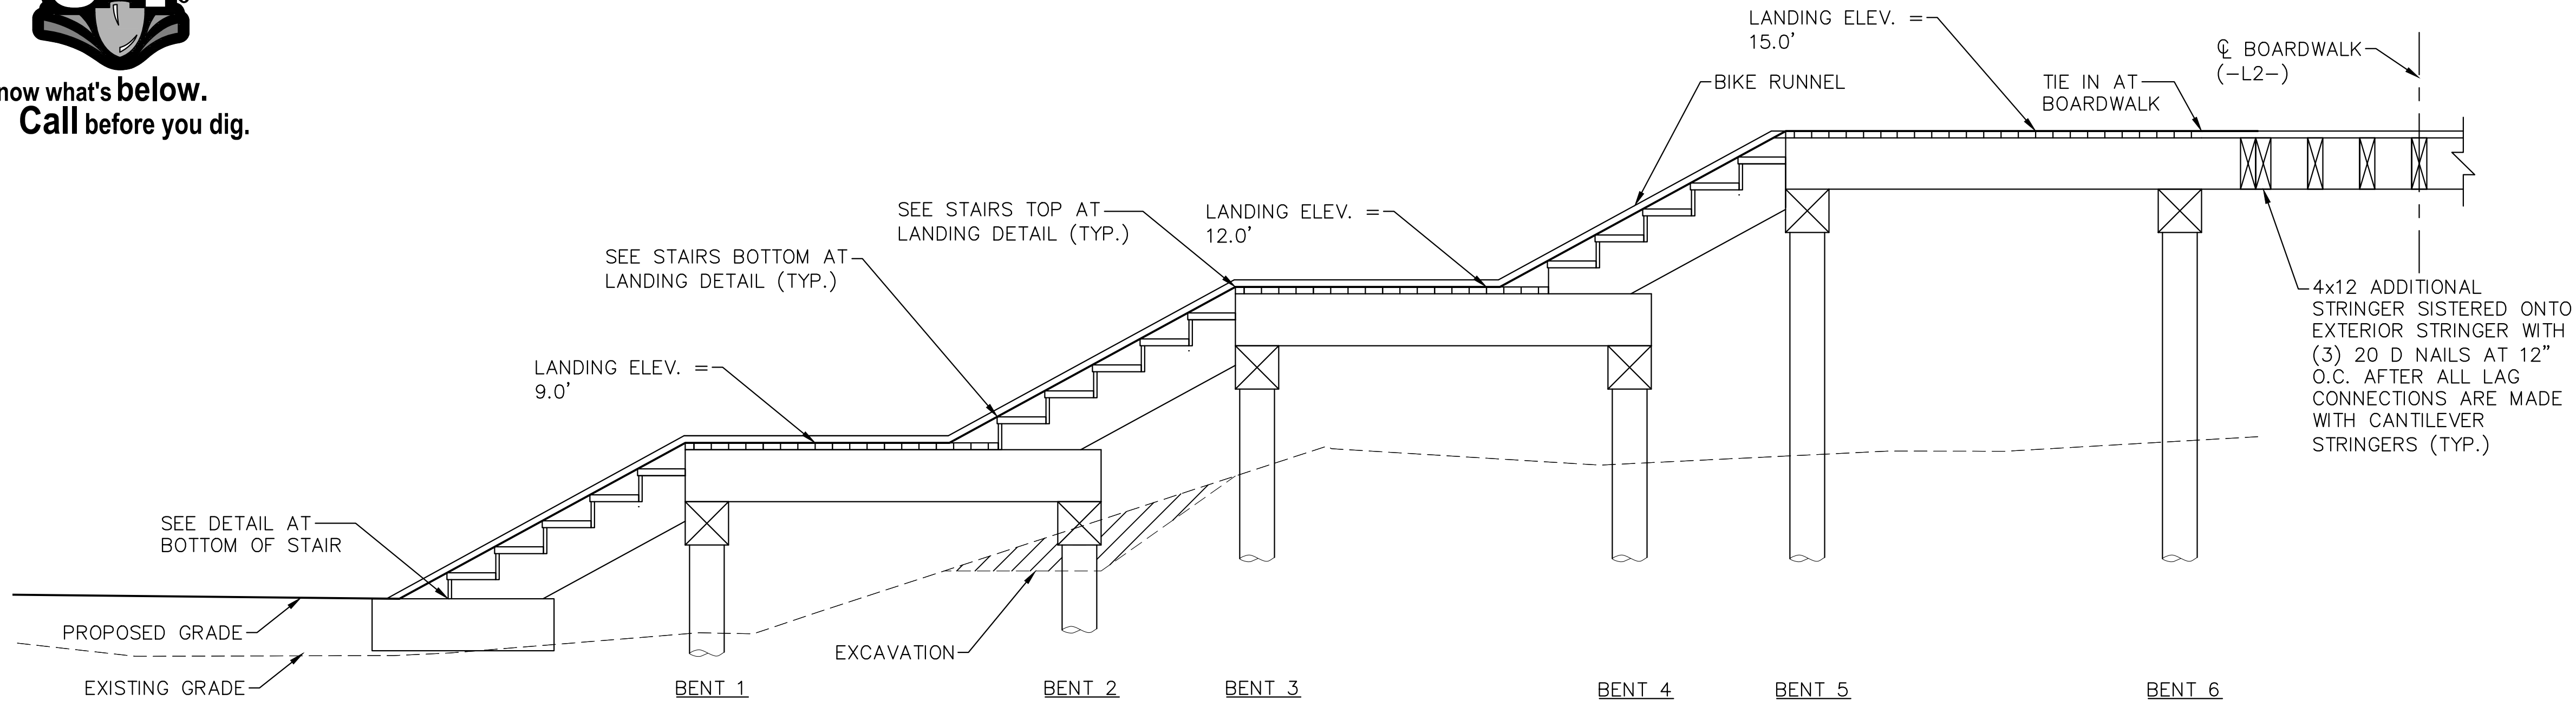 now what's below.
Call before you dig.
LANDING ELEV. =
15.0'
BIKE RUNNEL
TIE IN AT
BOARDWALK
℄ BOARDWALK
(-L2-)
SEE STAIRS TOP AT
LANDING DETAIL (TYP.)
LANDING ELEV. =
12.0'
SEE STAIRS BOTTOM AT
LANDING DETAIL (TYP.)
4x12 ADDITIONAL
STRINGER SISTERED ONTO
EXTERIOR STRINGER WITH
(3) 20 D NAILS AT 12"
O.C. AFTER ALL LAG
CONNECTIONS ARE MADE
WITH CANTILEVER
STRINGERS (TYP.)
LANDING ELEV. =
9.0'
SEE DETAIL AT
BOTTOM OF STAIR
PROPOSED GRADE
EXCAVATION
EXISTING GRADE
BENT 1
BENT 2
BENT 3
BENT 4
BENT 5
BENT 6